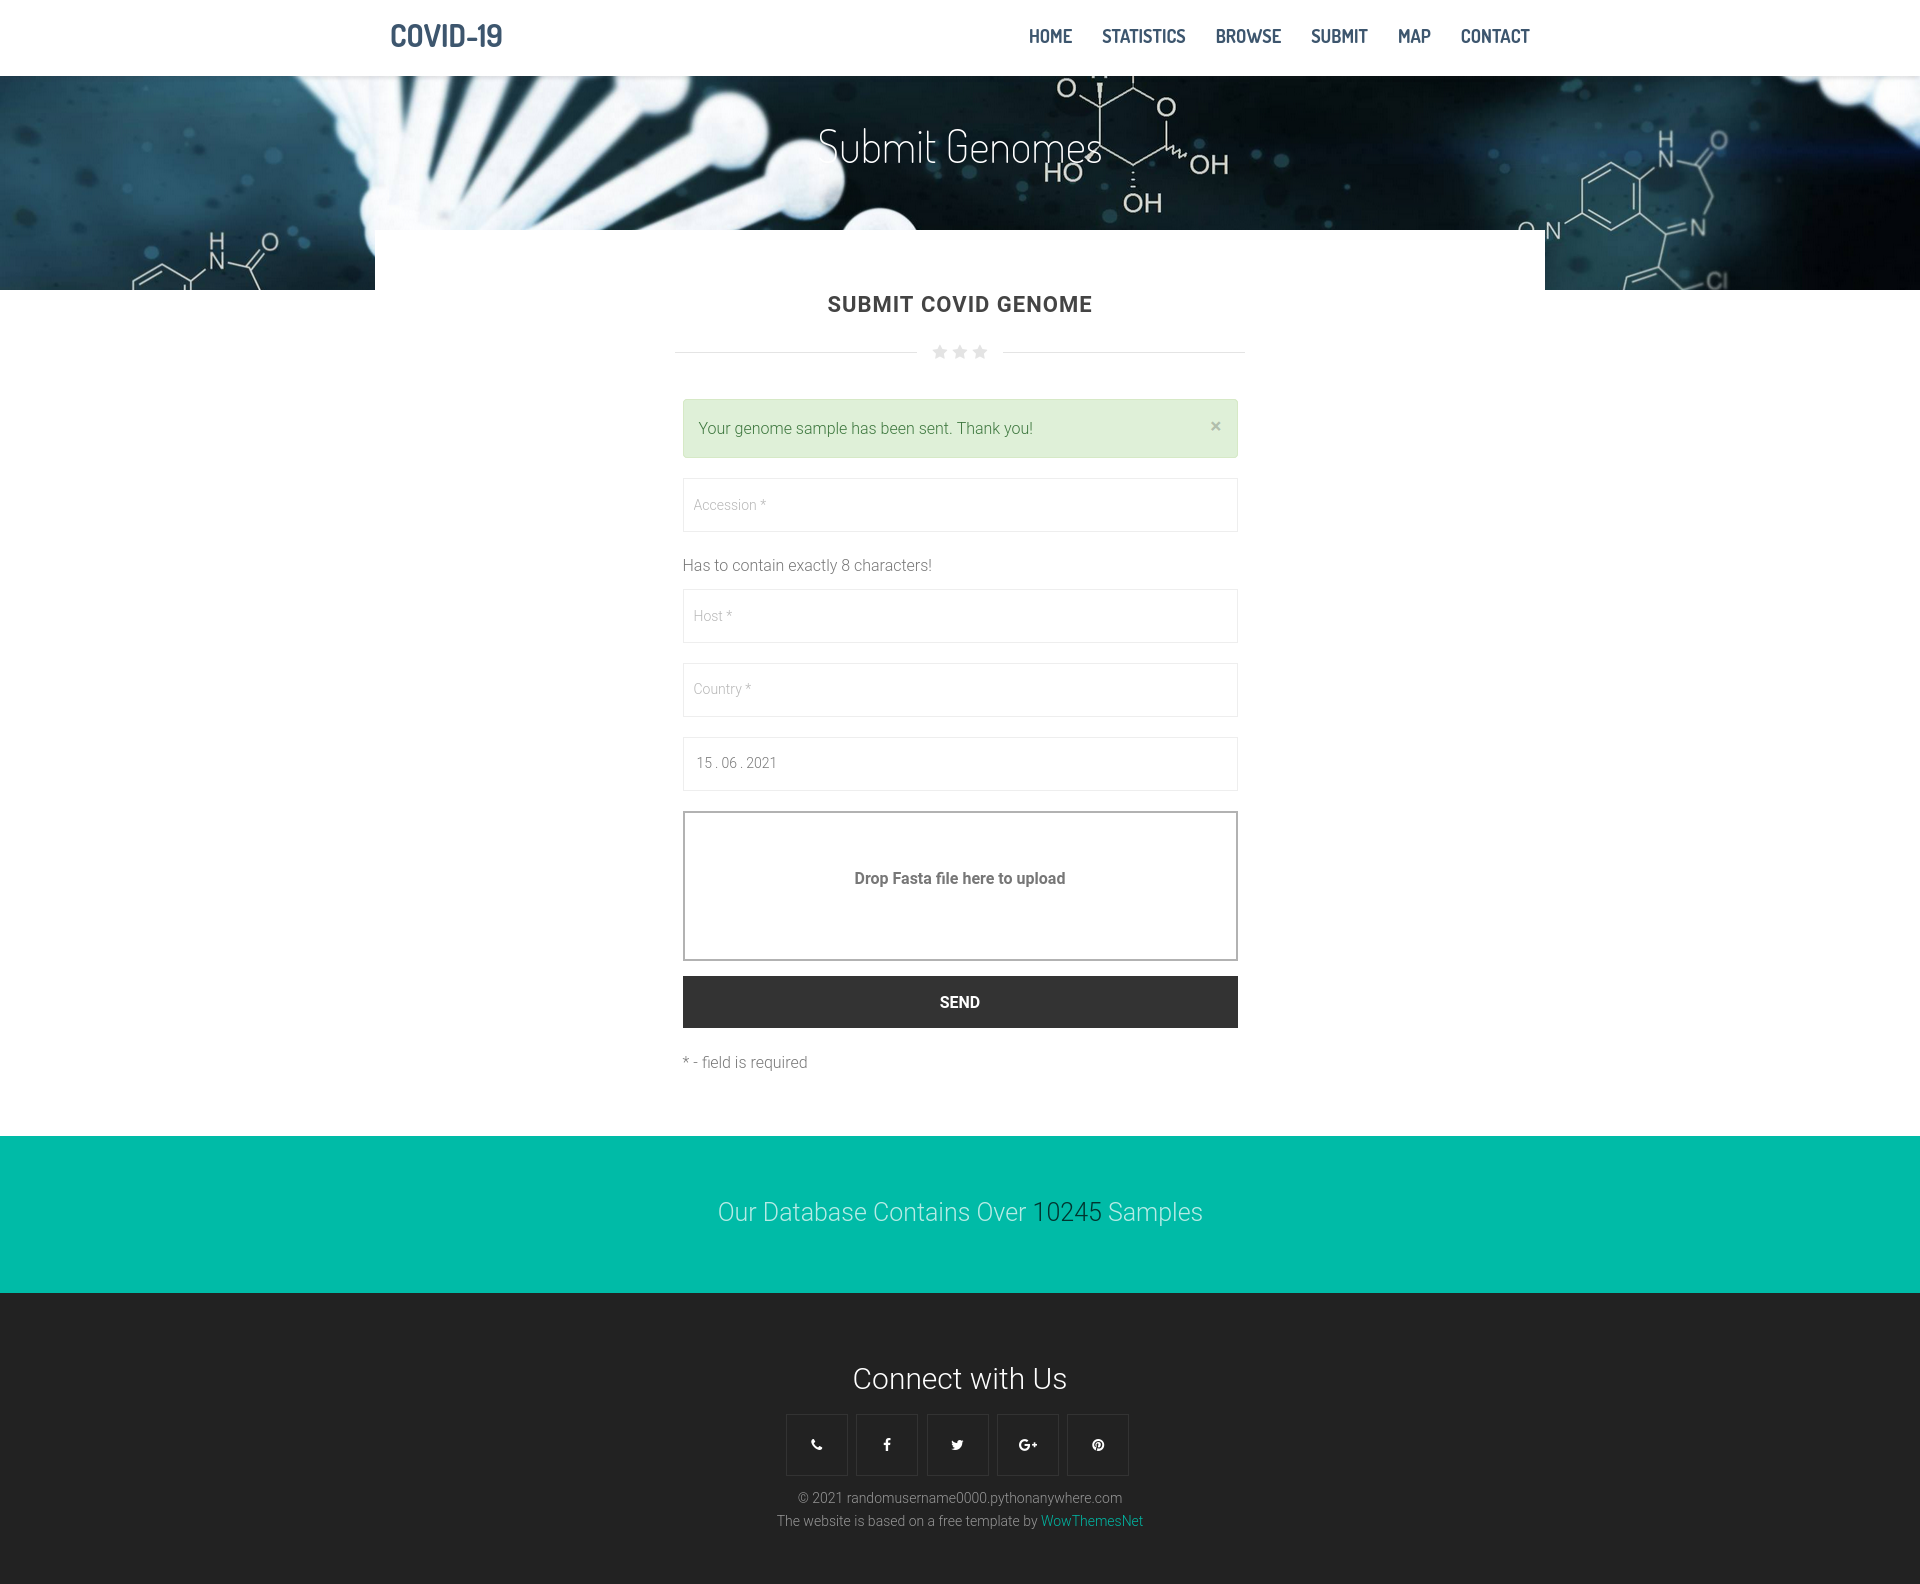 COVID-19
HOME STATISTICS BROWSE SUBMIT MAP CONTACT
Submit Genomes
O
O
HO
OH
OH
H
N
O
H
N
O
N
N
Cl
SUBMIT COVID GENOME
Your genome sample has been sent. Thank you!
×
Accession *
Has to contain exactly 8 characters!
Host *
Country *
15 . 06 . 2021
Drop Fasta file here to upload
SEND
* - field is required
Our Database Contains Over 10245 Samples
Connect with Us
© 2021 randomusername0000.pythonanywhere.com
The website is based on a free template by WowThemesNet